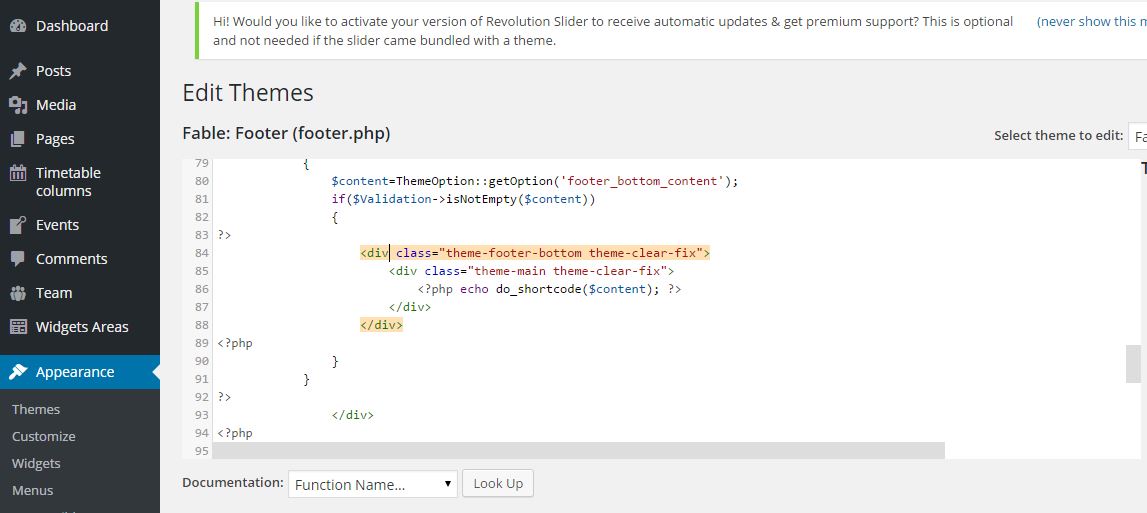 Dashboard
Posts
Media
Pages
Timetable
columns
Events
Comments
Team
Widgets Areas
Appearance
Themes
Customize
Widgets
Menus
Hi! Would you like to activate your version of Revolution Slider to receive automatic updates & get premium support? This is optional (never show this m
and not needed if the slider came bundled with a theme.
Edit Themes
Fable: Footer (footer.php)
Select theme to edit: Fa
79 {
80 $content=ThemeOption::getOption('footer_bottom_content');
81 if($Validation->isNotEmpty($content))
82 {
83 ?>
84 <div class="theme-footer-bottom theme-clear-fix">
85 <div class="theme-main theme-clear-fix">
86 <?php echo do_shortcode($content); ?>
87 </div>
88 </div>
89 <?php
90 }
91 }
92 ?>
93 </div>
94 <?php
95
T
Documentation: Function Name... Look Up